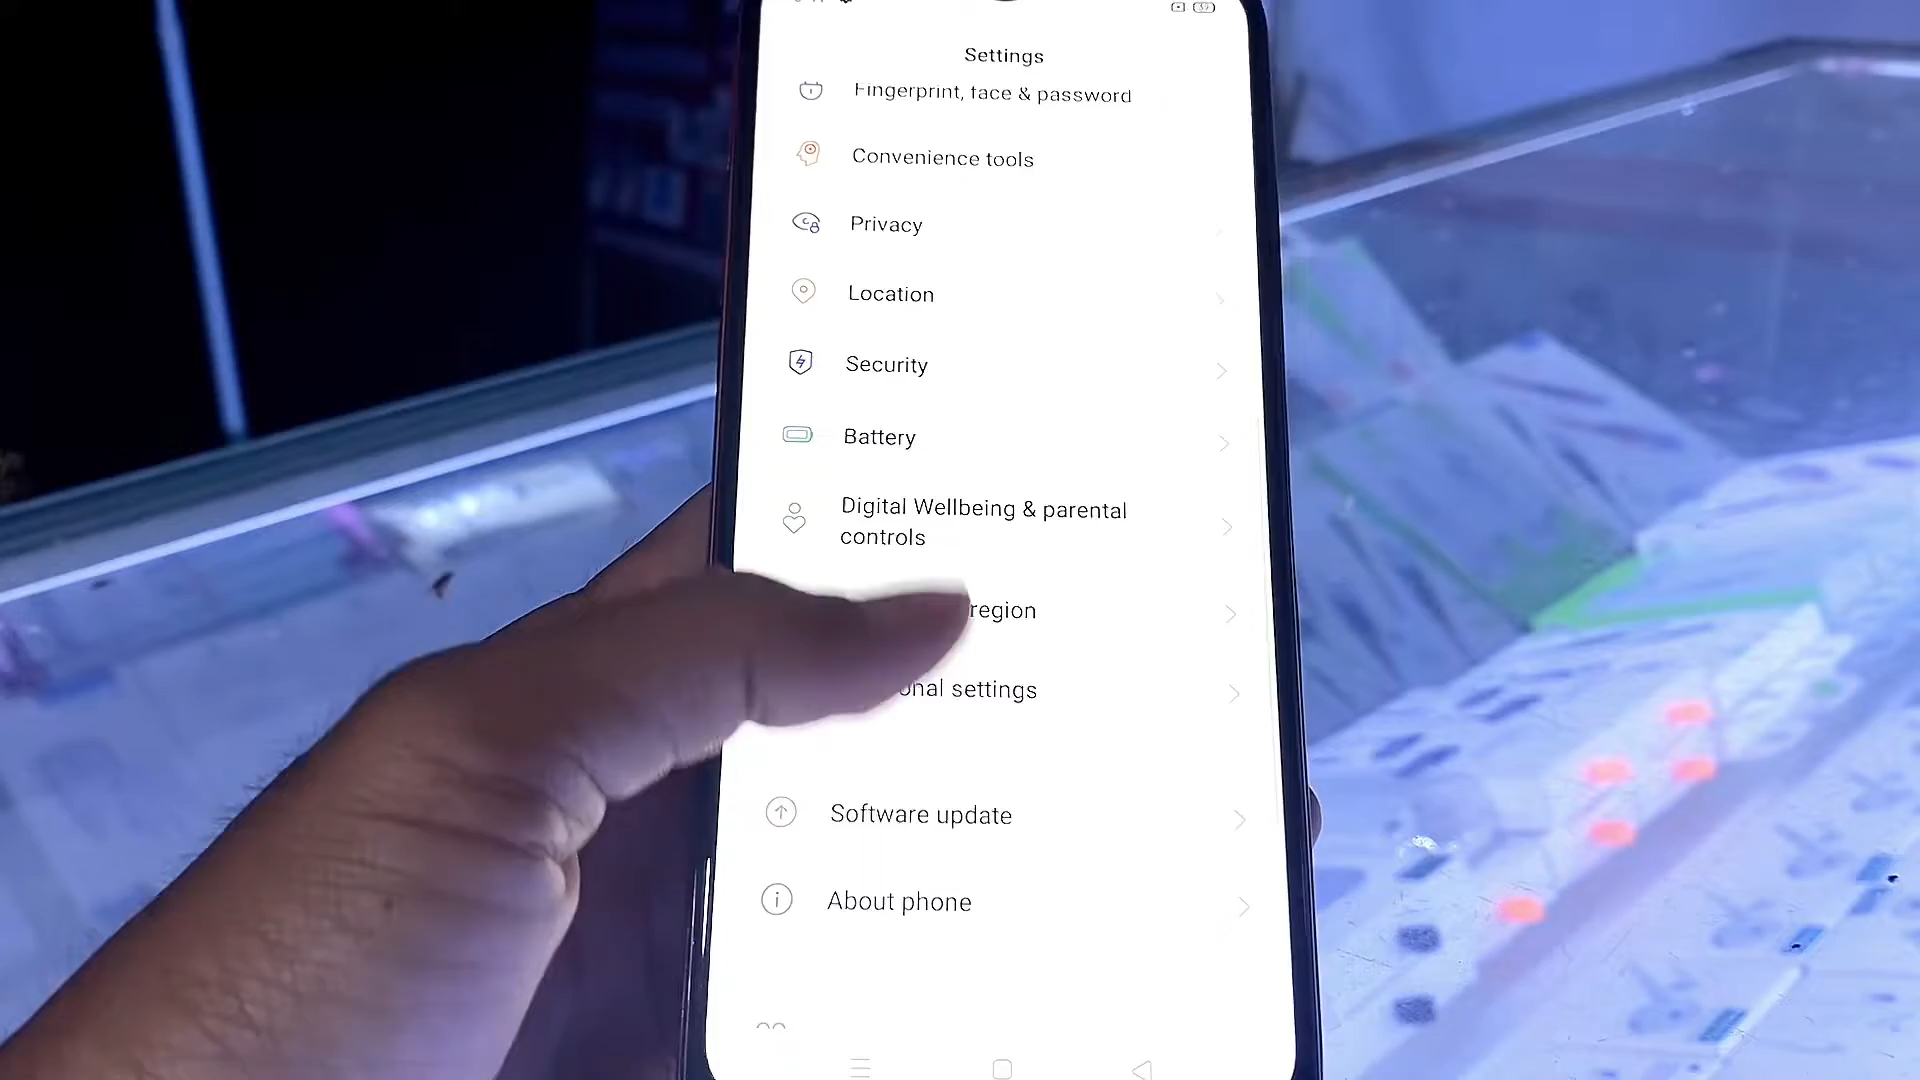 Settings
Fingerprint, face & password
Convenience tools
Privacy
Location
Security
Battery
Digital Wellbeing & parental
controls
region
onal settings
Software update
About phone